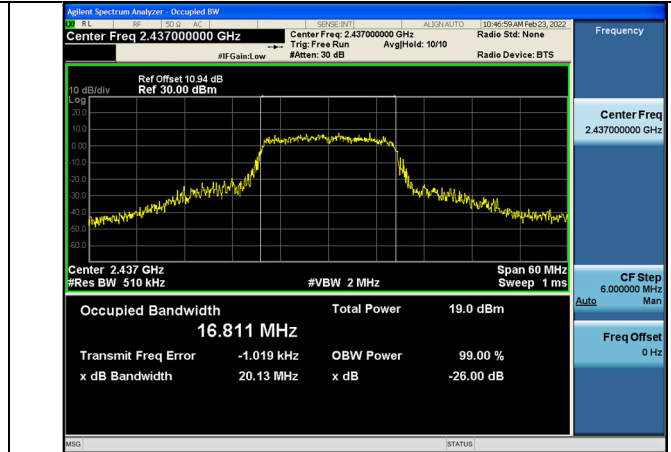 Agilent Spectrum Analyzer - Occupied BW
RL RF 50 Ω AC SENSE:INT ALIGN AUTO 10:46:59 AM Feb 23, 2022
Center Freq 2.437000000 GHz
Center Freq: 2.437000000 GHz Radio Std: None
Trig: Free Run Avg|Hold: 10/10
#IFGain:Low #Atten: 30 dB Radio Device: BTS
Ref Offset 10.94 dB
10 dB/div Ref 30.00 dBm
Log
20.0
10.0
0.00
-10.0
-20.0
-30.0
-40.0
-50.0
-60.0
Center 2.437 GHz Span 60 MHz
#Res BW 510 kHz #VBW 2 MHz Sweep 1 ms
Occupied Bandwidth Total Power 19.0 dBm
16.811 MHz
Transmit Freq Error -1.019 kHz OBW Power 99.00 %
x dB Bandwidth 20.13 MHz x dB -26.00 dB
Frequency
Center Freq
2.437000000 GHz
CF Step
6.000000 MHz
Auto Man
Freq Offset
0 Hz
MSG STATUS